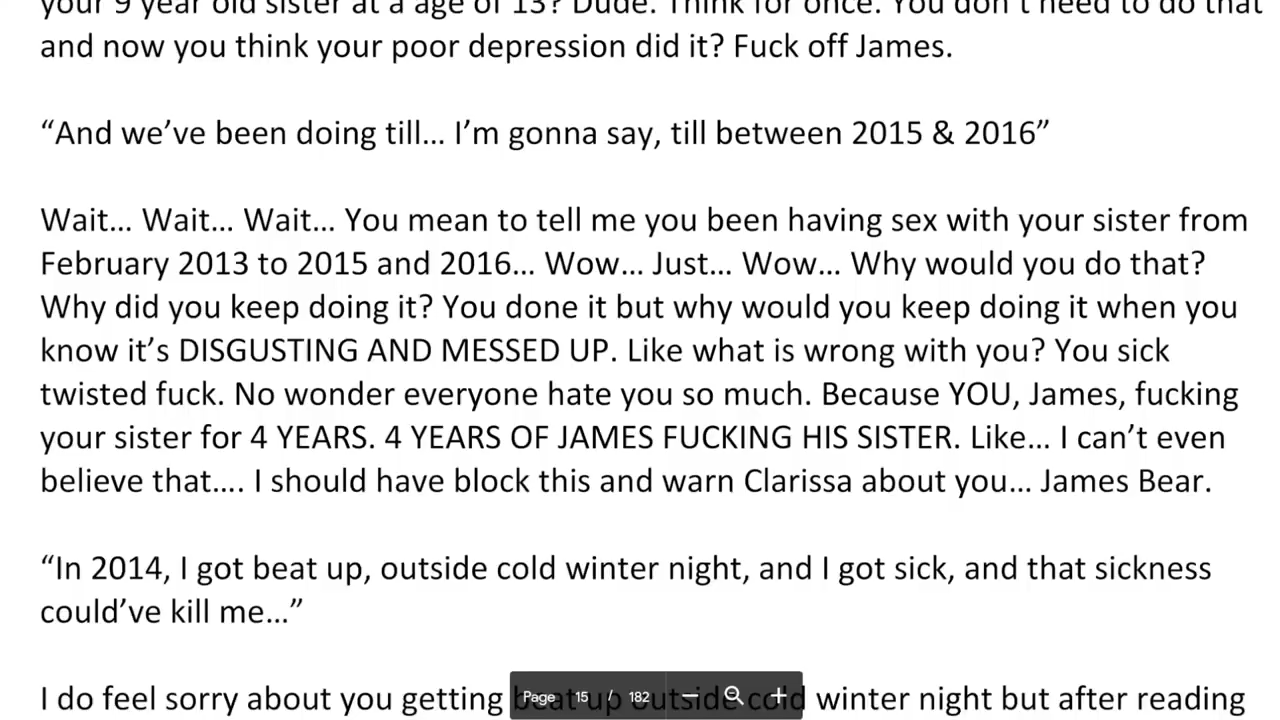 your 9 year old sister at a age of 13? Dude. Think for once. You don't need to do that
and now you think your poor depression did it? Fuck off James.
“And we’ve been doing till… I’m gonna say, till between 2015 & 2016”
Wait… Wait… Wait… You mean to tell me you been having sex with your sister from
February 2013 to 2015 and 2016… Wow… Just… Wow… Why would you do that?
Why did you keep doing it? You done it but why would you keep doing it when you
know it’s DISGUSTING AND MESSED UP. Like what is wrong with you? You sick
twisted fuck. No wonder everyone hate you so much. Because YOU, James, fucking
your sister for 4 YEARS. 4 YEARS OF JAMES FUCKING HIS SISTER. Like… I can’t even
believe that…. I should have block this and warn Clarissa about you… James Bear.
“In 2014, I got beat up, outside cold winter night, and I got sick, and that sickness
could’ve kill me…”
I do feel sorry about you getting beat up outside cold winter night but after reading
Page 15 / 182